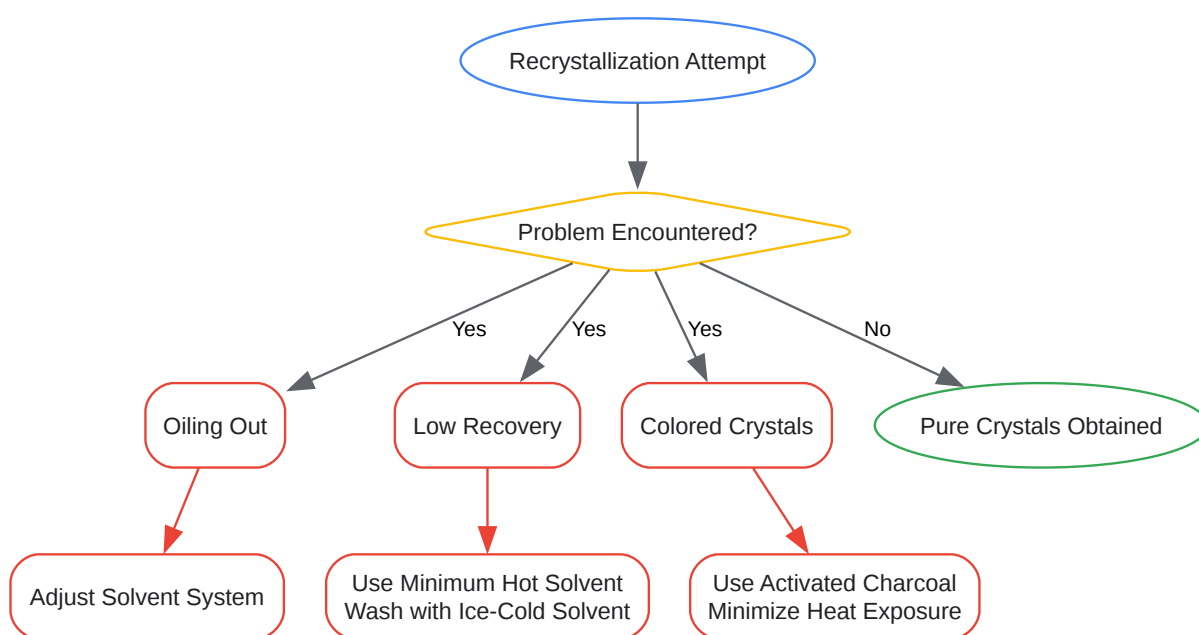 Recrystallization Attempt
Problem Encountered?
Yes
Yes
Yes
No
Oiling Out
Low Recovery
Colored Crystals
Pure Crystals Obtained
Adjust Solvent System
Use Minimum Hot Solvent
Wash with Ice-Cold Solvent
Use Activated Charcoal
Minimize Heat Exposure